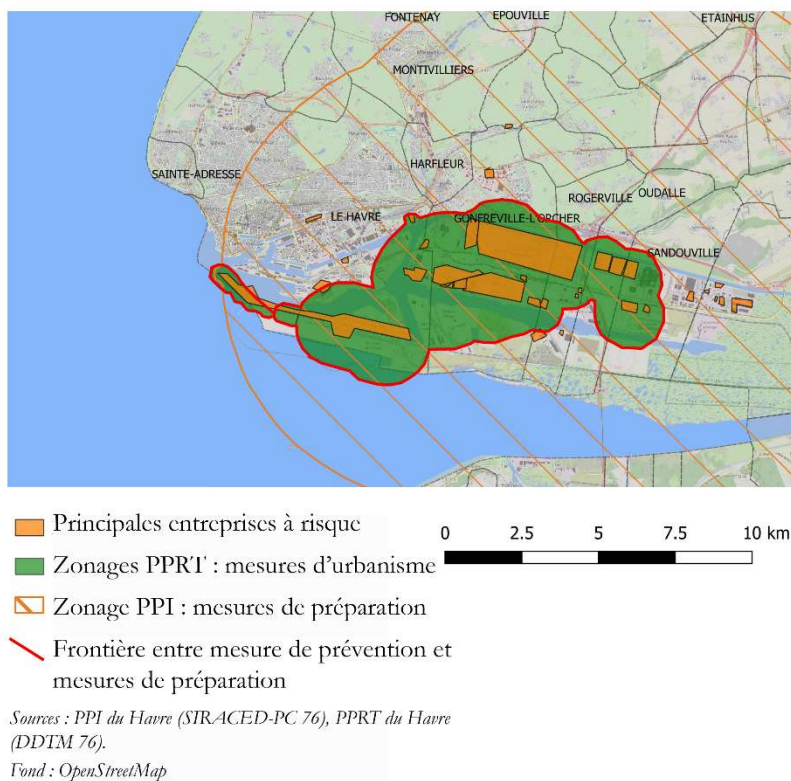 FONTENAY
EPOUVILLE
ETAINHUS
MONTIVILLIERS
HARFLEUR
SAINTE-ADRESSE
ROGERVILLE
OUDALLE
LE HAVRE
GONFREVILLE-L'ORCHER
SANDOUVILLE
Principales entreprises à risque
0 2.5 5 7.5 10 km
Zonages PPRT : mesures d'urbanisme
Zonage PPI : mesures de préparation
Frontière entre mesure de prévention et
mesures de préparation
Sources : PPI du Havre (SIRACED-PC 76), PPRT du Havre
(DDTM 76).
Fond : OpenStreetMap